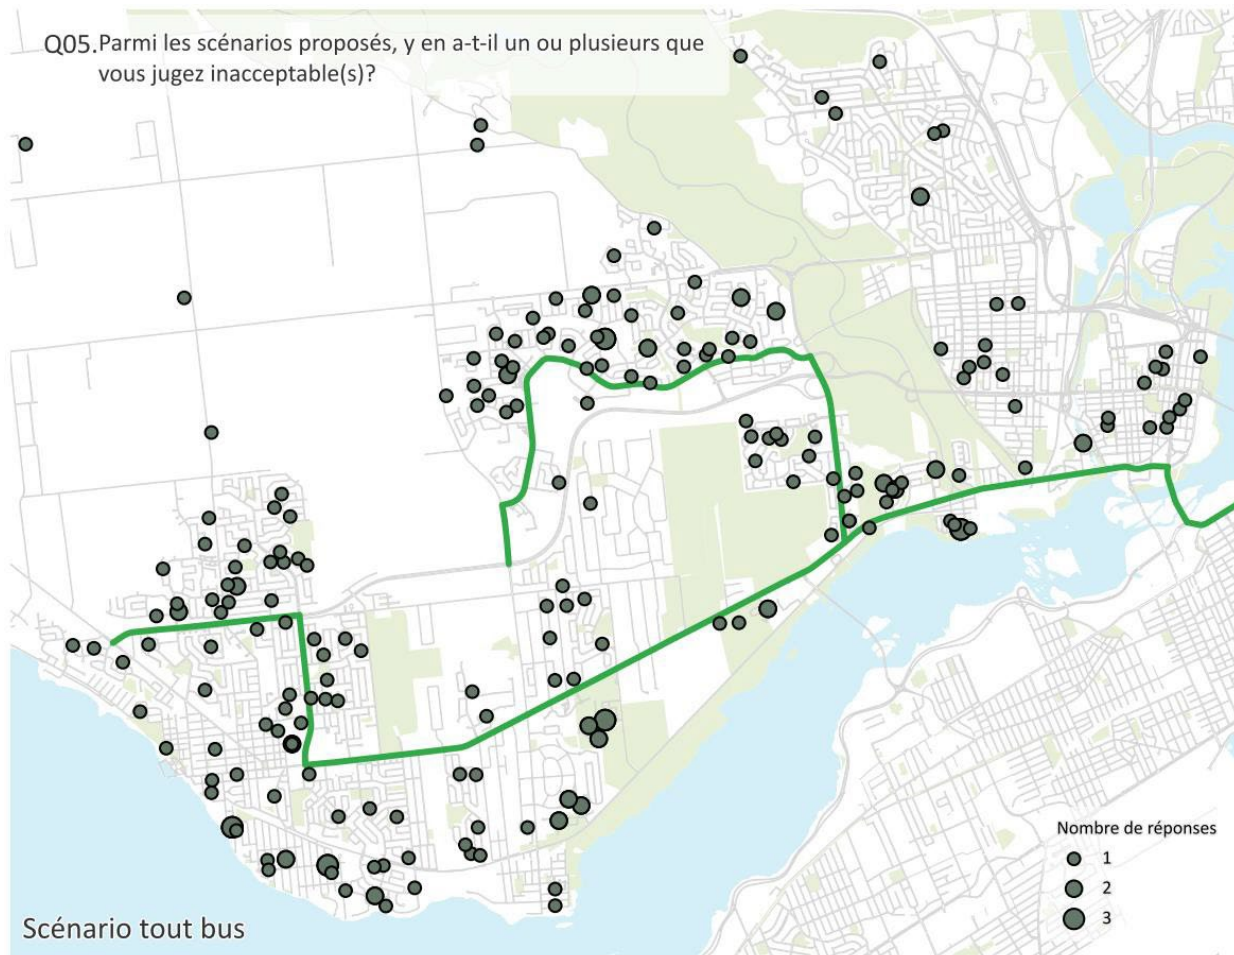 Q05.Parmi les scénarios proposés, y en a-t-il un ou plusieurs que
vous jugez inacceptable(s)?
Nombre de réponses
1
2
3
Scénario tout bus